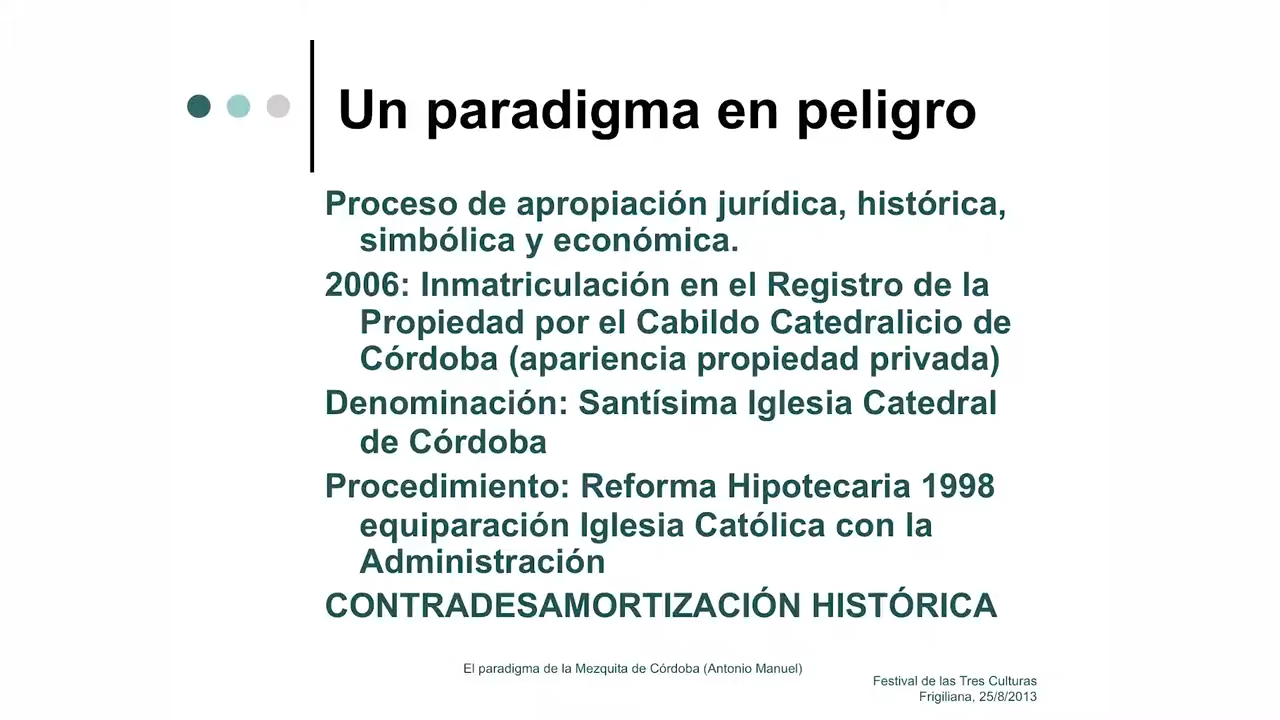 Un paradigma en peligro
Proceso de apropiación jurídica, histórica,
simbólica y económica.
2006: Inmatriculación en el Registro de la
Propiedad por el Cabildo Catedralicio de
Córdoba (apariencia propiedad privada)
Denominación: Santísima Iglesia Catedral
de Córdoba
Procedimiento: Reforma Hipotecaria 1998
equiparación Iglesia Católica con la
Administración
CONTRADESAMORTIZACIÓN HISTÓRICA
El paradigma de la Mezquita de Córdoba (Antonio Manuel)
Festival de las Tres Culturas
Frigiliana, 25/8/2013